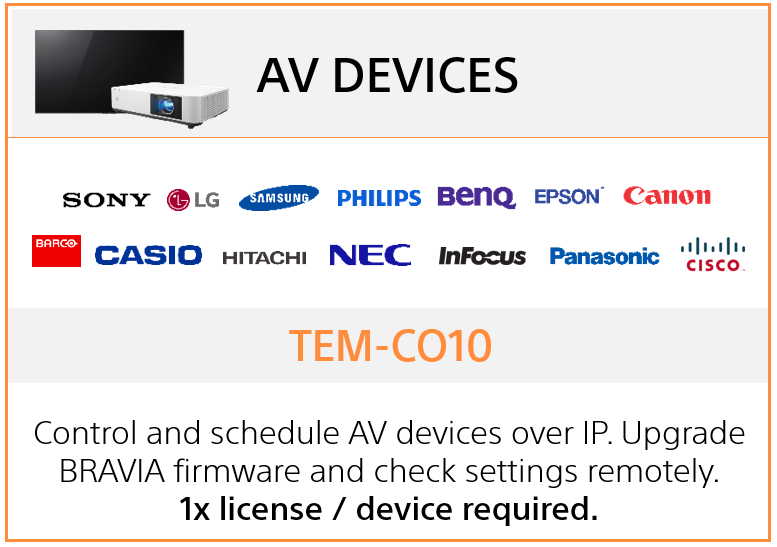 AV DEVICES
SONY LG SAMSUNG PHILIPS BenQ EPSON Canon
BARCO CASIO HITACHI NEC InFocus Panasonic CISCO
TEM-CO10
Control and schedule AV devices over IP. Upgrade
BRAVIA firmware and check settings remotely.
1x license / device required.